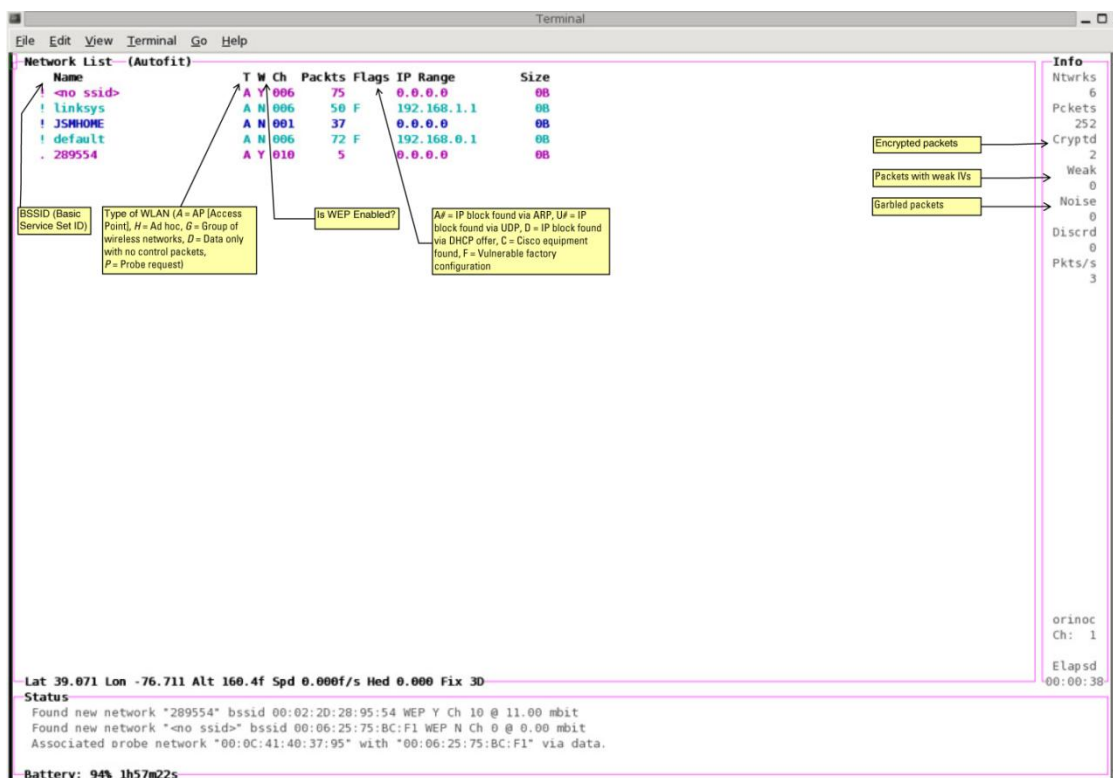 Terminal
File Edit View Terminal Go Help
Network List (Autofit)
Name T W Ch Packts Flags IP Range Size
! <no ssid> A Y 006 75 0.0.0.0 0B
! linksys A N 006 50 F 192.168.1.1 0B
! JSMHOME A N 001 37 0.0.0.0 0B
! default A N 006 72 F 192.168.0.1 0B
. 289554 A Y 010 5 0.0.0.0 0B
BSSID (Basic
Service Set ID)
Type of WLAN (A = AP [Access
Point], H = Ad hoc, G = Group of
wireless networks, D = Data only
with no control packets,
P = Probe request)
Is WEP Enabled?
A# = IP block found via ARP, U# = IP
block found via UDP, D = IP block found
via DHCP offer, C = Cisco equipment
found, F = Vulnerable factory
configuration
Encrypted packets
Packets with weak IVs
Garbled packets
Info
Ntwrks
6
Pckets
252
Cryptd
2
Weak
0
Noise
0
Discrd
0
Pkts/s
3
orinoc
Ch: 1
Elapsd
00:00:38
Lat 39.071 Lon -76.711 Alt 160.4f Spd 0.000f/s Hed 0.000 Fix 3D
Status
Found new network "289554" bssid 00:02:2D:28:95:54 WEP Y Ch 10 @ 11.00 mbit
Found new network "<no ssid>" bssid 00:06:25:75:BC:F1 WEP N Ch 0 @ 0.00 mbit
Associated probe network "00:0C:41:40:37:95" with "00:06:25:75:BC:F1" via data.
Battery: 94% 1h57m22s